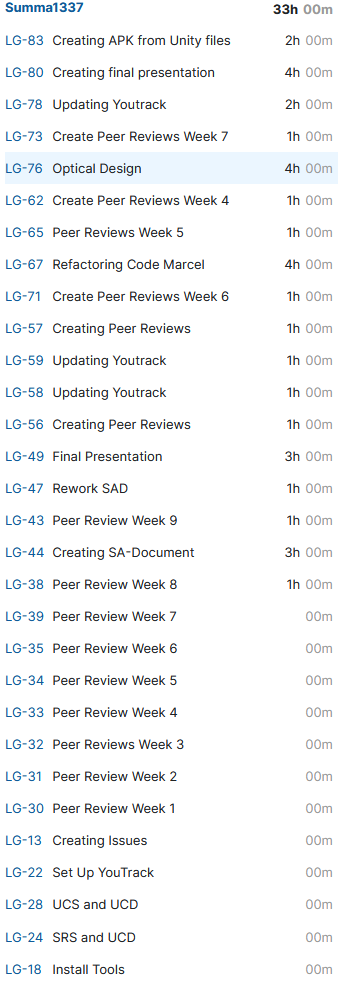 Summa1337 33h 00m
LG-83 Creating APK from Unity files 2h 00m
LG-80 Creating final presentation 4h 00m
LG-78 Updating Youtrack 2h 00m
LG-73 Create Peer Reviews Week 7 1h 00m
LG-76 Optical Design 4h 00m
LG-62 Create Peer Reviews Week 4 1h 00m
LG-65 Peer Reviews Week 5 1h 00m
LG-67 Refactoring Code Marcel 4h 00m
LG-71 Create Peer Reviews Week 6 1h 00m
LG-57 Creating Peer Reviews 1h 00m
LG-59 Updating Youtrack 1h 00m
LG-58 Updating Youtrack 1h 00m
LG-56 Creating Peer Reviews 1h 00m
LG-49 Final Presentation 3h 00m
LG-47 Rework SAD 1h 00m
LG-43 Peer Review Week 9 1h 00m
LG-44 Creating SA-Document 3h 00m
LG-38 Peer Review Week 8 1h 00m
LG-39 Peer Review Week 7 00m
LG-35 Peer Review Week 6 00m
LG-34 Peer Review Week 5 00m
LG-33 Peer Review Week 4 00m
LG-32 Peer Reviews Week 3 00m
LG-31 Peer Review Week 2 00m
LG-30 Peer Review Week 1 00m
LG-13 Creating Issues 00m
LG-22 Set Up YouTrack 00m
LG-28 UCS and UCD 00m
LG-24 SRS and UCD 00m
LG-18 Install Tools 00m